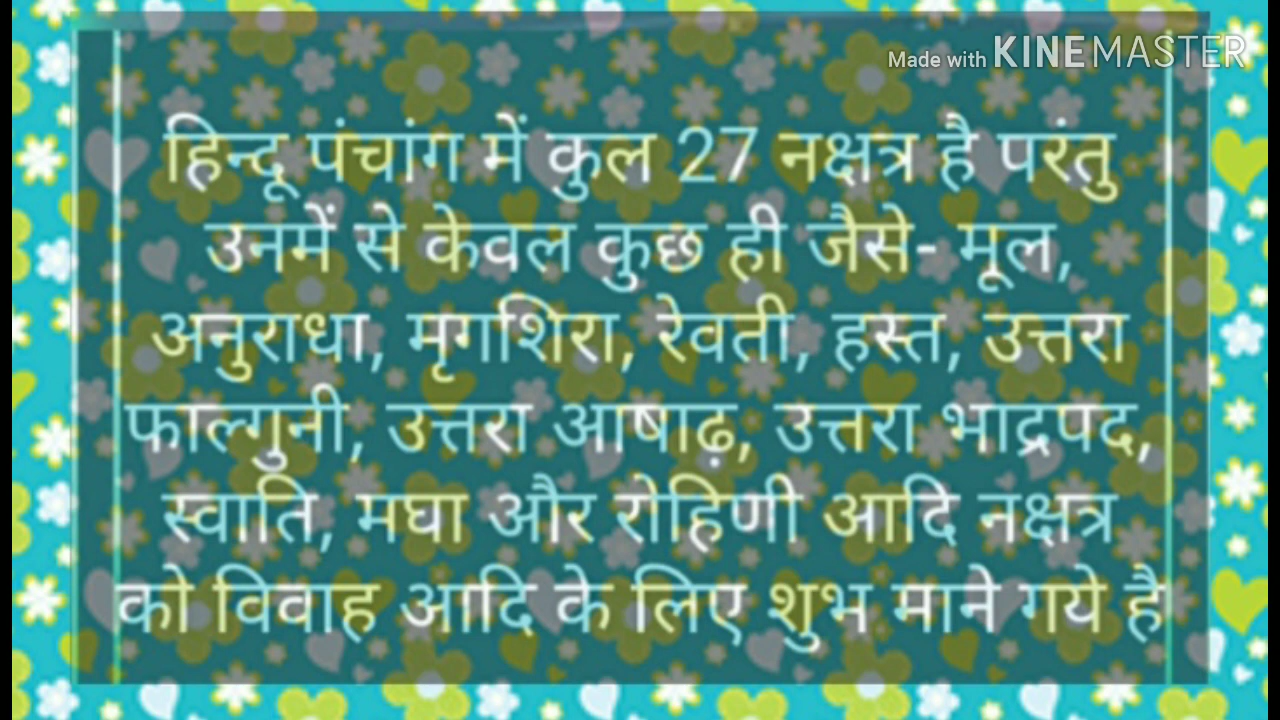 Made with KINEMASTER
हिन्दू पंचांग में कुल 27 नक्षत्र है परंतु
उनमें से केवल कुछ ही जैसे- मूल,
अनुराधा, मृगशिरा, रेवती, हस्त, उत्तरा
फाल्गुनी, उत्तरा आषाढ़, उत्तरा भाद्रपद,
स्वाति, मघा और रोहिणी आदि नक्षत्र
को विवाह आदि के लिए शुभ माने गये है